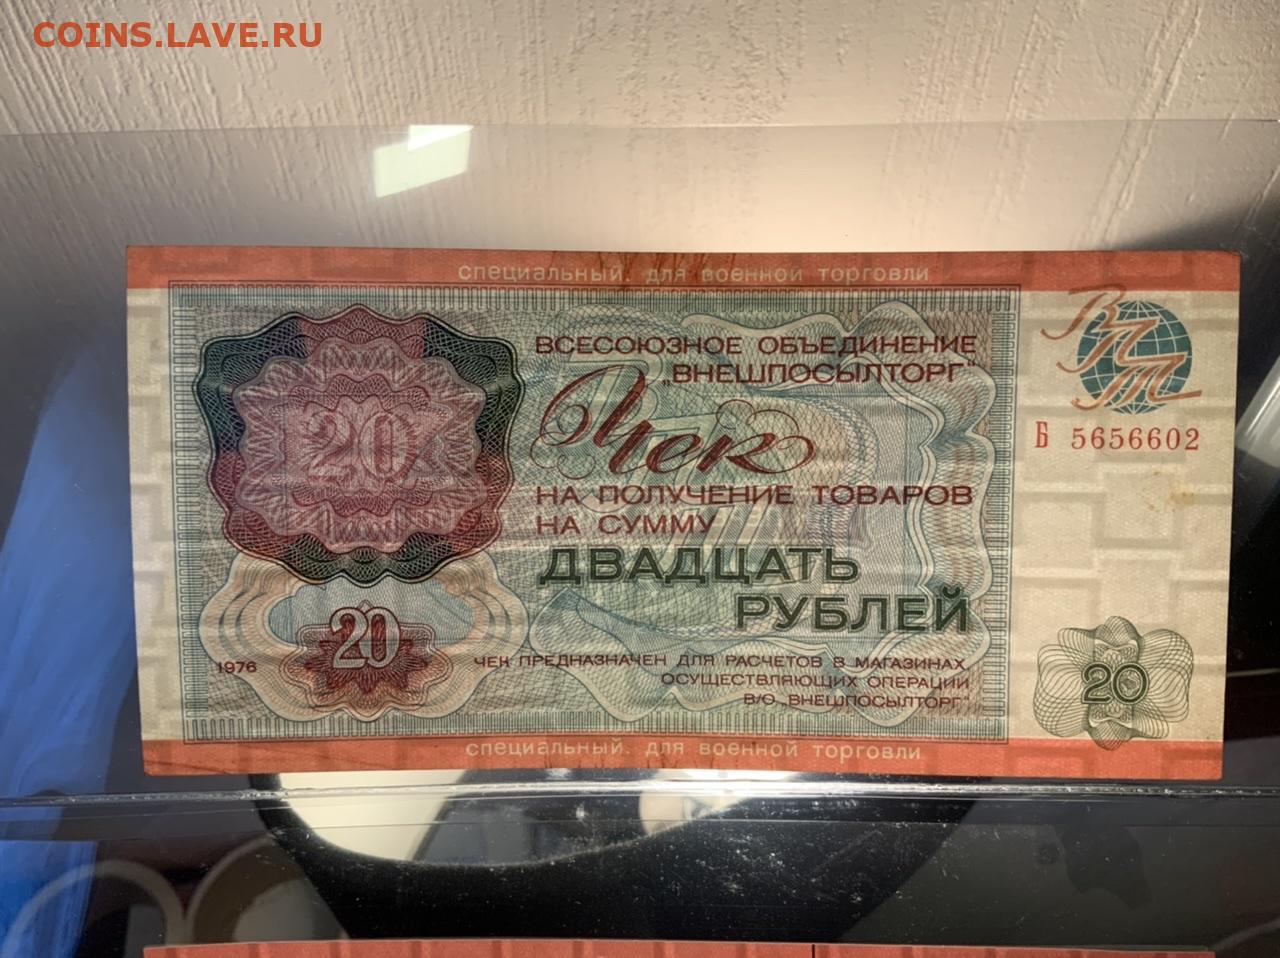 COINS.LAVE.RU
специальный. для военной торговли
ВСЕСОЮЗНОЕ ОБЪЕДИНЕНИЕ
„ВНЕШПОСЫЛТОРГ"
ВПТ
Чек
Б 5656602
20
НА ПОЛУЧЕНИЕ ТОВАРОВ
НА СУММУ
ДВАДЦАТЬ
РУБЛЕЙ
1976
20
ЧЕК ПРЕДНАЗНАЧЕН ДЛЯ РАСЧЕТОВ В МАГАЗИНАХ,
ОСУЩЕСТВЛЯЮЩИХ ОПЕРАЦИИ
В/О „ВНЕШПОСЫЛТОРГ"
20
специальный. для военной торговли